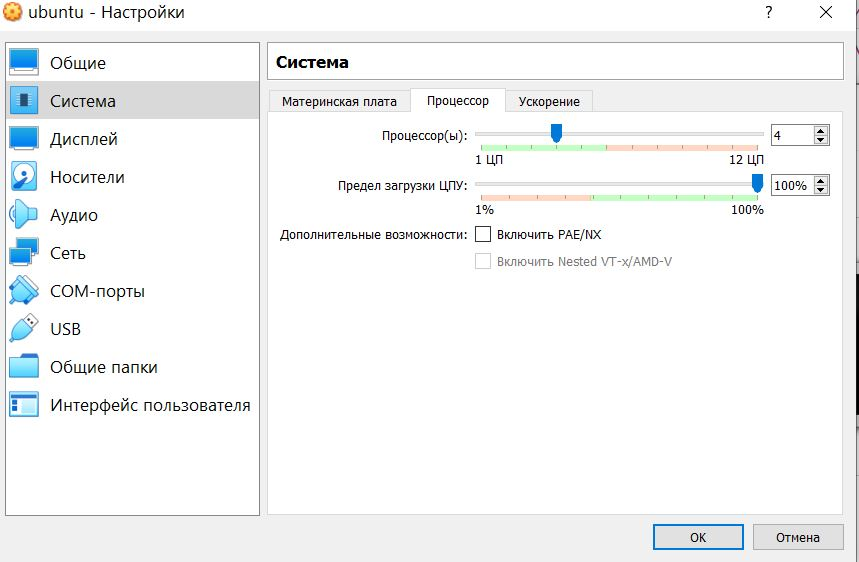 ubuntu - Настройки
?
Общие
Система
Дисплей
Носители
Аудио
Сеть
COM-порты
USB
Общие папки
Интерфейс пользователя
Система
Материнская плата Процессор Ускорение
Процессор(ы): 4
1 ЦП 12 ЦП
Предел загрузки ЦПУ: 100%
1% 100%
Дополнительные возможности: Включить PAE/NX
Включить Nested VT-x/AMD-V
OK Отмена